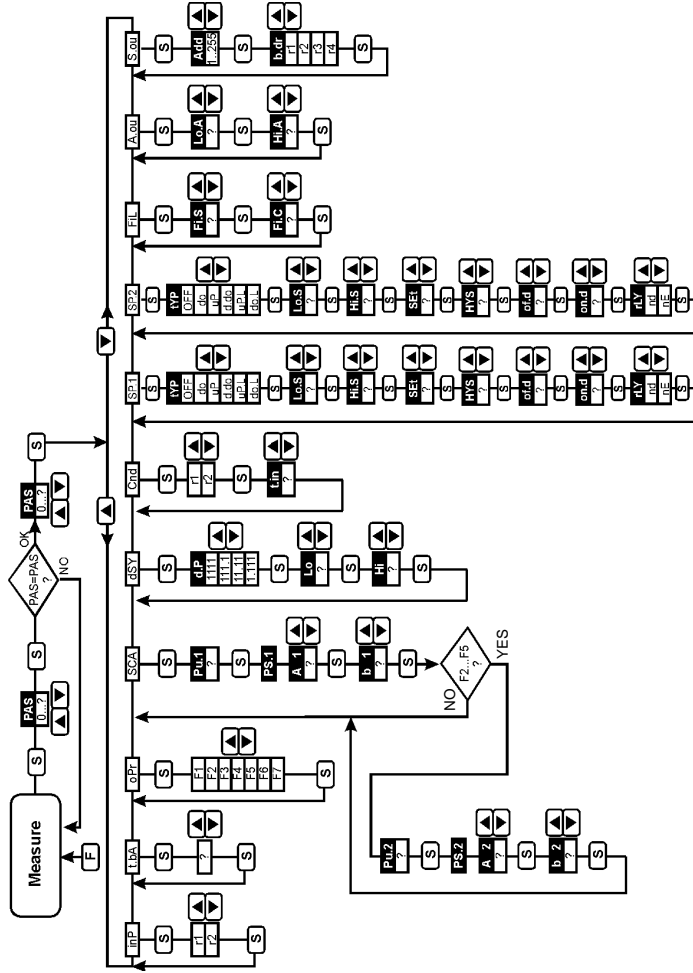 Measure
F
S
PAS
0...?
S
PAS=PAS
?
OK
NO
PAS
0...?
S
inP
S
r1
r2
S
t.bA
S
?
S
oPr
S
F1
F2
F3
F4
F5
F6
F7
S
SCA
S
Pu.1
?
S
PS.1
A 1
?
S
b 1
?
S
F2...F5
?
NO
YES
Pu.2
?
S
PS.2
A 2
?
S
b 2
?
S
dSY
S
d.P
1111
111.1
11.11
1.111
S
Lo
?
S
Hi
?
S
Cnd
S
r1
r2
S
t.in
?
S
SP.1
S
tYP
OFF
do
uP
d.do
uP.L
do.L
S
Lo.S
?
S
Hi.S
?
S
SEt
?
S
HYS
?
S
of.d
?
S
on.d
?
S
rLY
nd
nE
S
SP.2
S
tYP
OFF
do
uP
d.do
uP.L
do.L
S
Lo.S
?
S
Hi.S
?
S
SEt
?
S
HYS
?
S
of.d
?
S
on.d
?
S
rLY
nd
nE
S
FiL
S
Fi.S
?
S
Fi.C
?
S
A.ou
S
Lo.A
?
S
Hi.A
?
S
S.ou
S
Add
1..255
S
b.dr
r1
r2
r3
r4
S